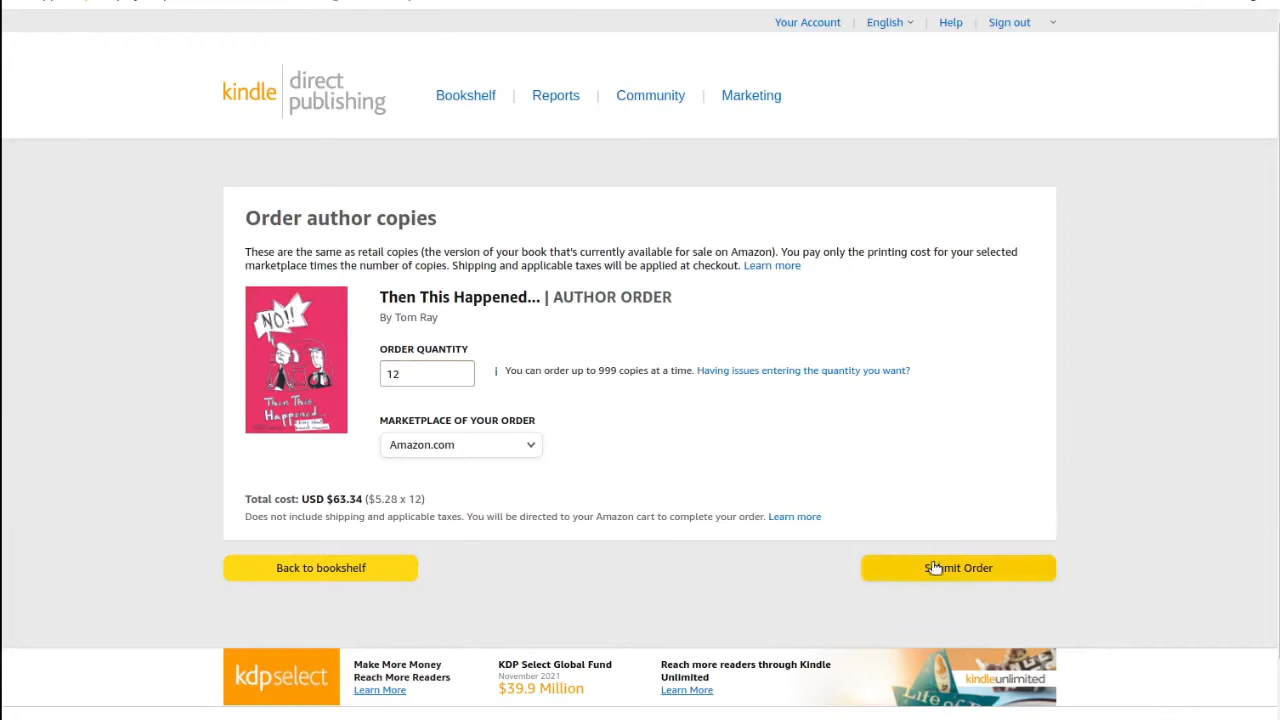 Your Account
English
Help
Sign out
kindle direct publishing
Bookshelf
Reports
Community
Marketing
Order author copies
These are the same as retail copies (the version of your book that's currently available for sale on Amazon). You pay only the printing cost for your selected
marketplace times the number of copies. Shipping and applicable taxes will be applied at checkout. Learn more
NO!!
Then This
Happened...
Then This Happened... | AUTHOR ORDER
By Tom Ray
ORDER QUANTITY
12
i You can order up to 999 copies at a time. Having issues entering the quantity you want?
MARKETPLACE OF YOUR ORDER
Amazon.com
Total cost: USD $63.34 ($5.28 x 12)
Does not include shipping and applicable taxes. You will be directed to your Amazon cart to complete your order. Learn more
Back to bookshelf
Submit Order
kdpselect
Make More Money
Reach More Readers
Learn More
KDP Select Global Fund
November 2021
$39.9 Million
Reach more readers through Kindle
Unlimited
Learn More
Life of
kindleunlimited